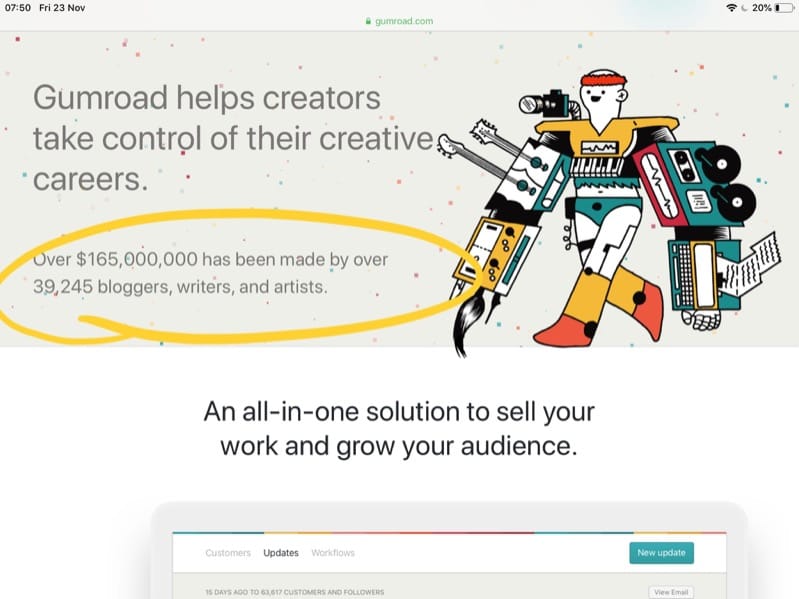 07:50 Fri 23 Nov
20%
gumroad.com
Gumroad helps creators
take control of their creative
careers.
Over $165,000,000 has been made by over
39,245 bloggers, writers, and artists.
An all-in-one solution to sell your
work and grow your audience.
Customers Updates Workflows New update
15 DAYS AGO TO 63,617 CUSTOMERS AND FOLLOWERS View Email